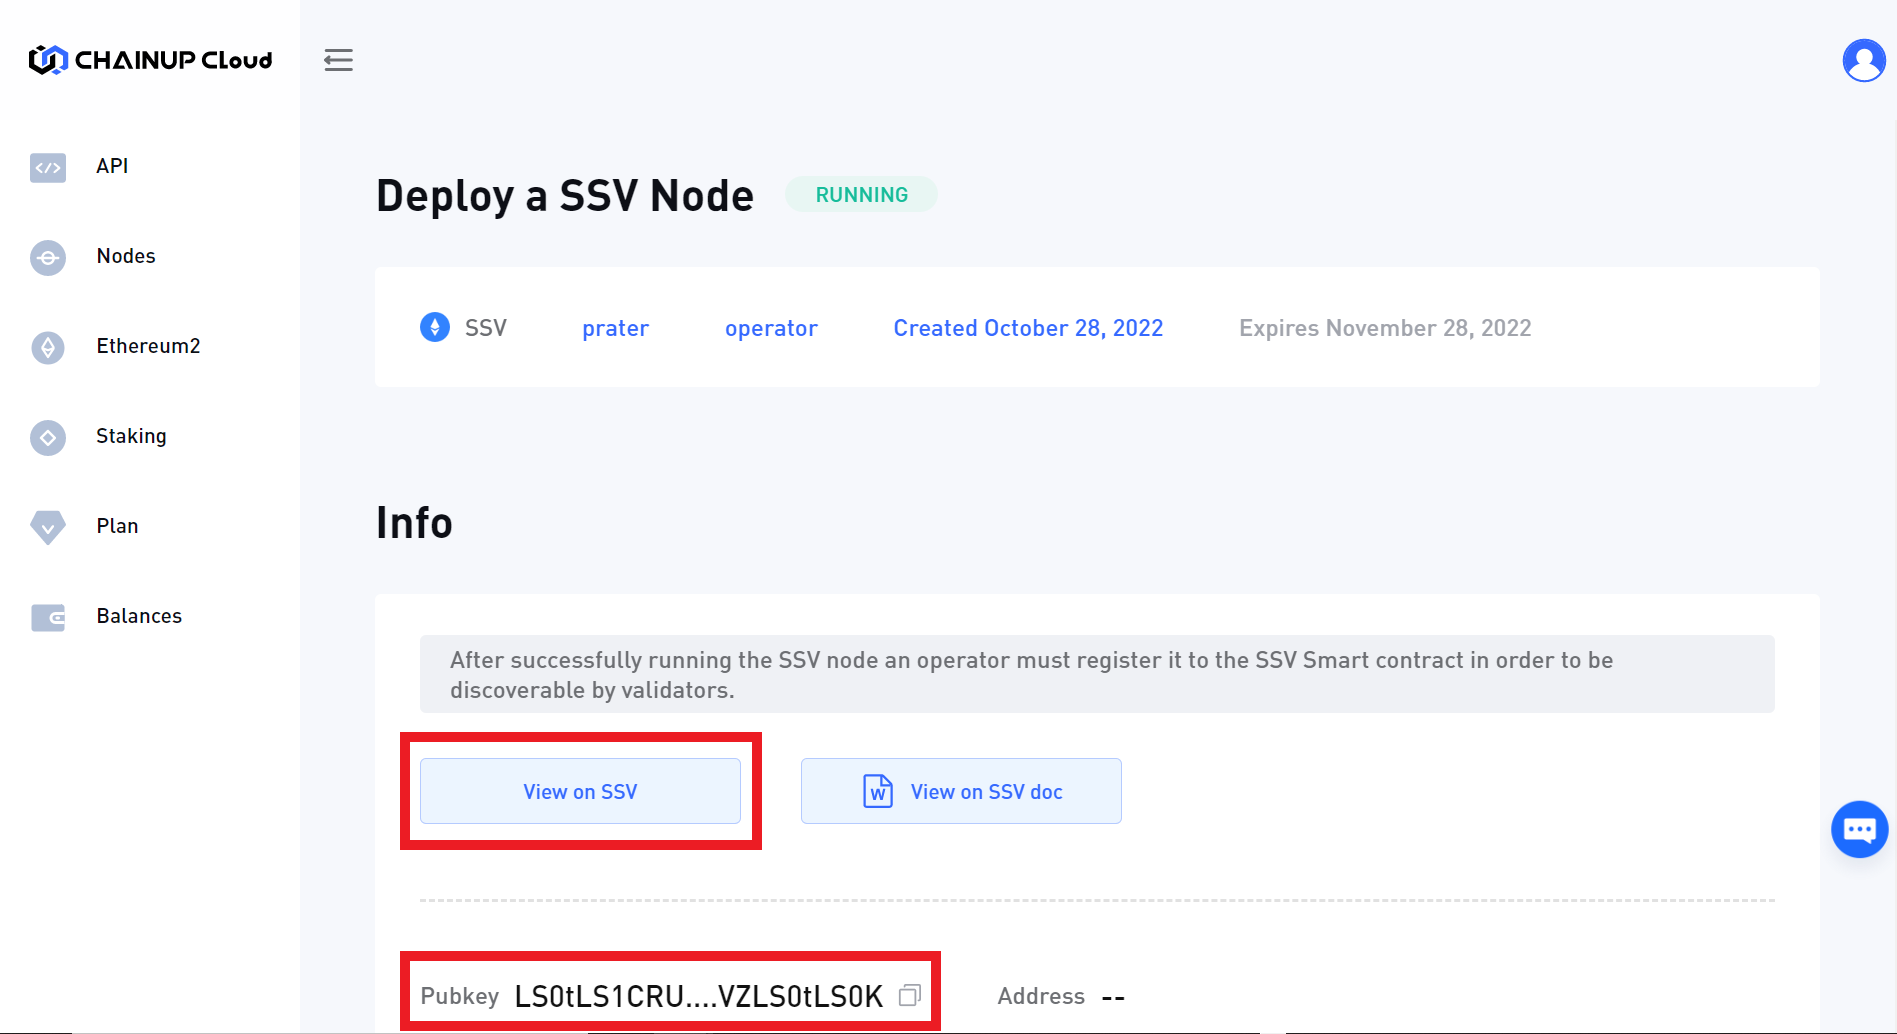 CHAINUP Cloud
API
Nodes
Ethereum2
Staking
Plan
Balances
Deploy a SSV Node RUNNING
SSV prater operator Created October 28, 2022 Expires November 28, 2022
Info
After successfully running the SSV node an operator must register it to the SSV Smart contract in order to be
discoverable by validators.
View on SSV W View on SSV doc
Pubkey LS0tLS1CRU....VZLS0tLS0K Address --